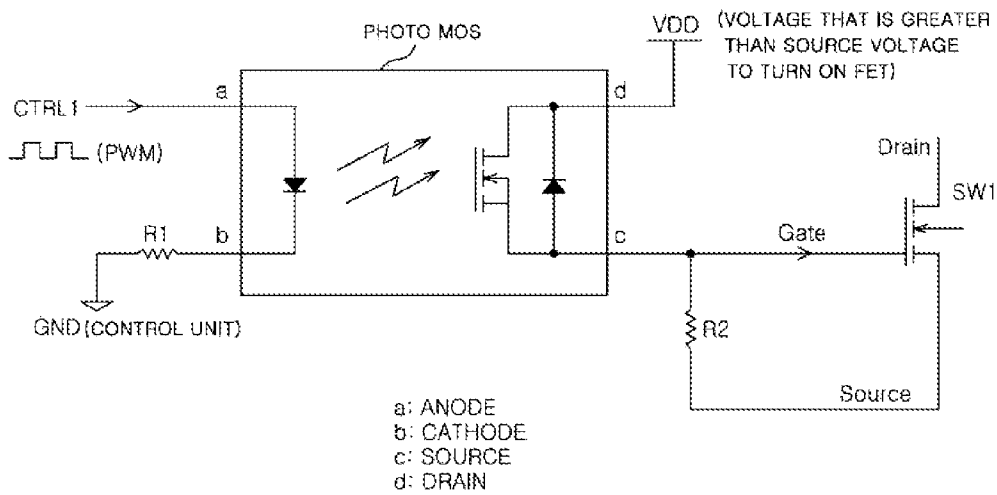 PHOTO MOS
VDD
(VOLTAGE THAT IS GREATER
THAN SOURCE VOLTAGE
TO TURN ON FET)
a
d
CTRL1
(PWM)
Drain
SW1
R1
b
c
Gate
GND(CONTROL UNIT)
R2
Source
a: ANODE
b: CATHODE
c: SOURCE
d: DRAIN